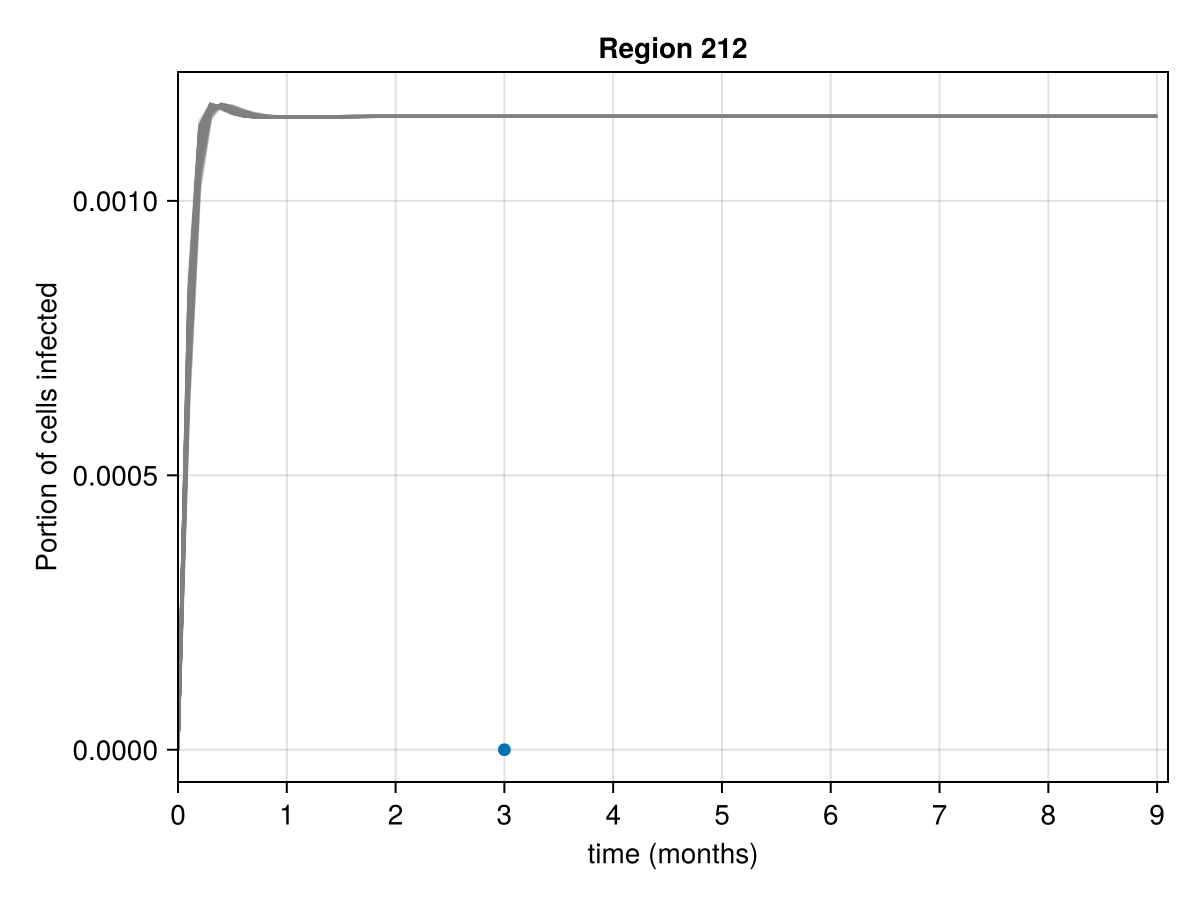 Region 212
Portion of cells infected
0.0010
0.0005
0.0000
0 1 2 3 4 5 6 7 8 9
time (months)